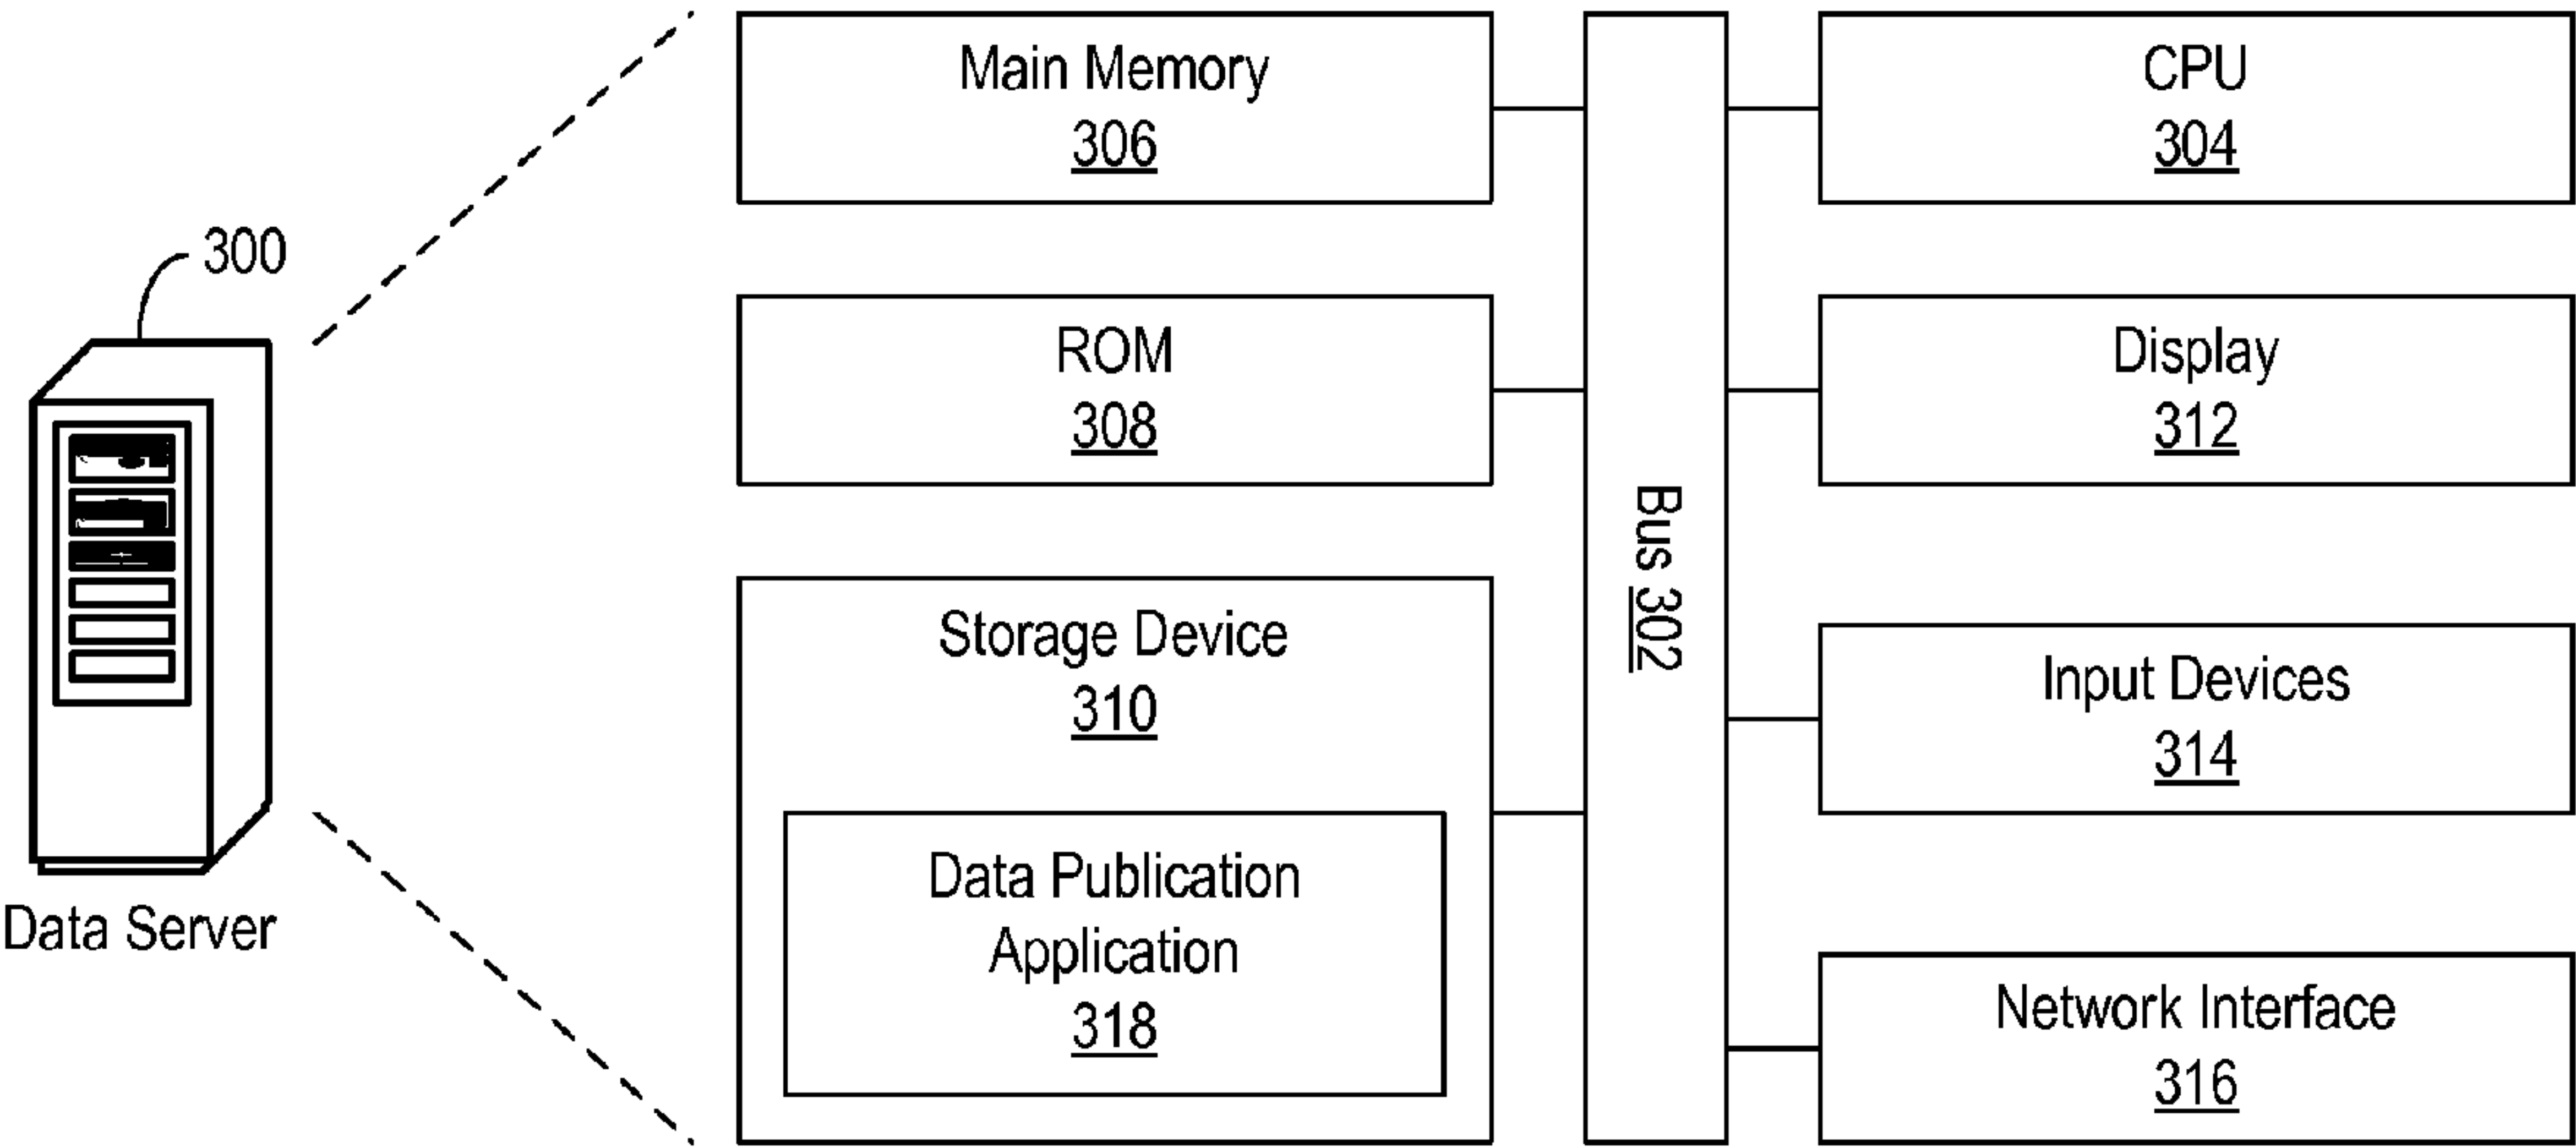 300
Data Server
Main Memory
306
ROM
308
Storage Device
310
Data Publication
Application
318
Bus 302
CPU
304
Display
312
Input Devices
314
Network Interface
316